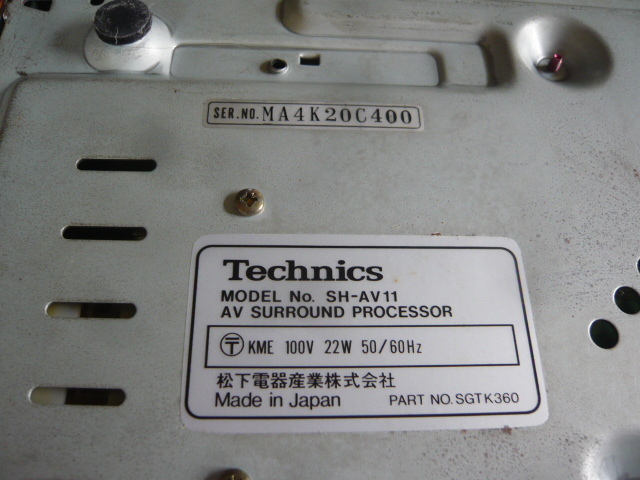 SER.NO. MA4K20C400
Technics
MODEL No. SH-AV11
AV SURROUND PROCESSOR
〒 KME 100V 22W 50/60Hz
松下電器産業株式会社
Made in Japan PART NO. SGTK360